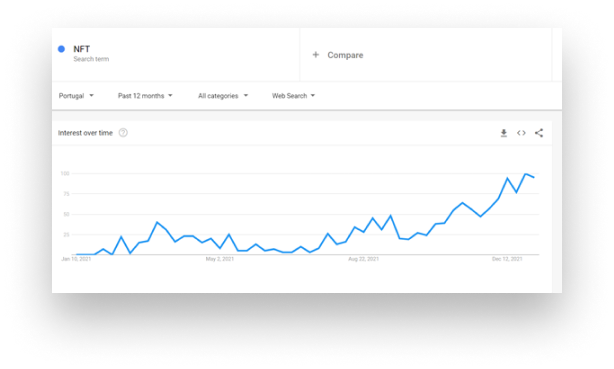 NFT
Search term
+ Compare
Portugal
Past 12 months
All categories
Web Search
Interest over time
100
75
50
25
Jan 10, 2021
May 2, 2021
Aug 22, 2021
Dec 12, 2021